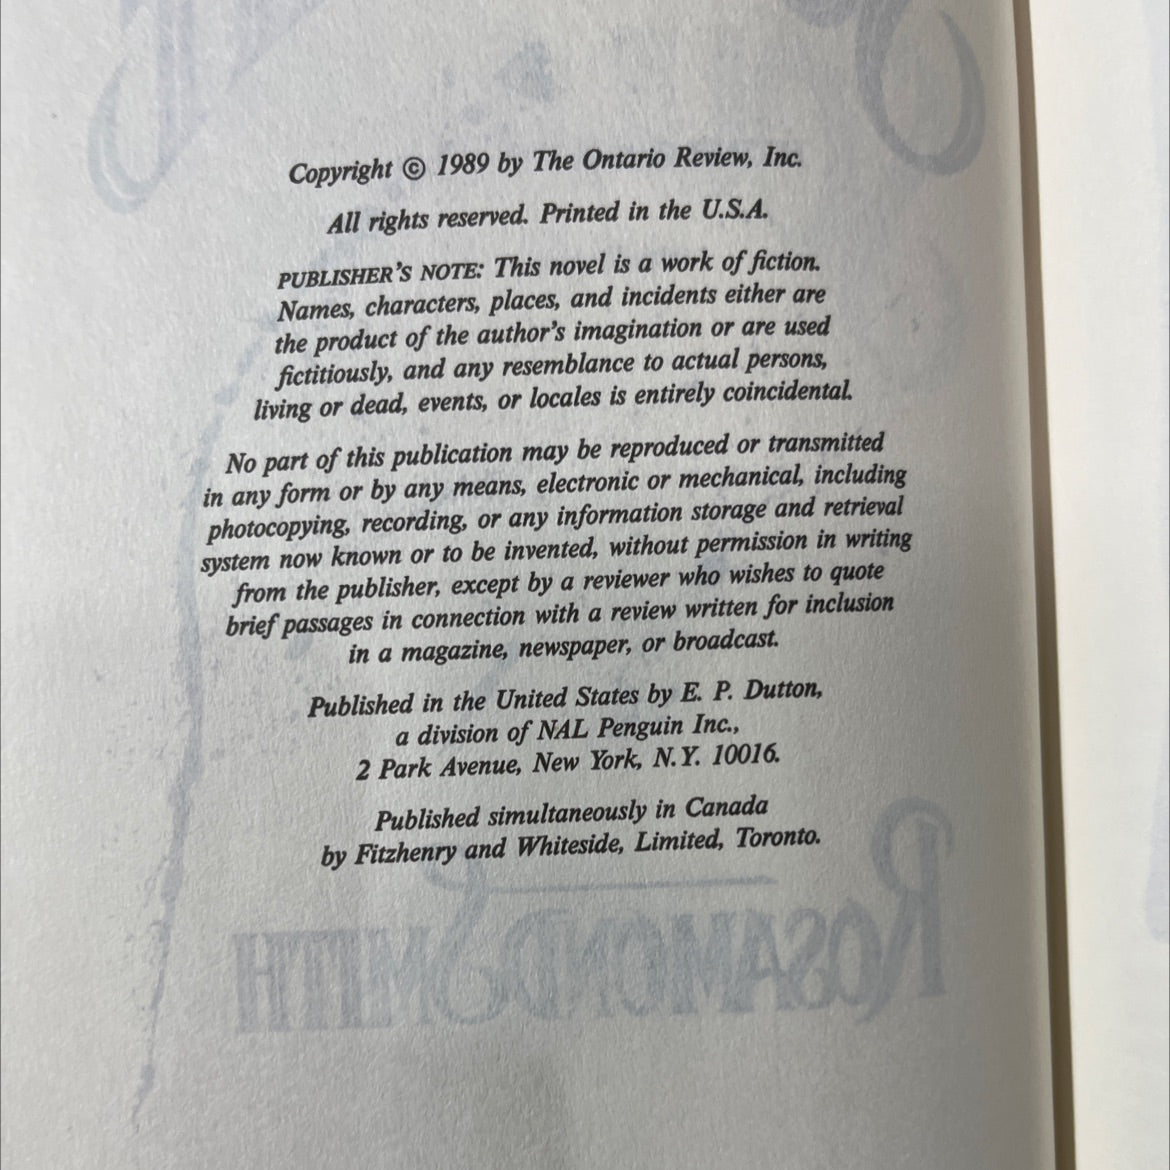 Copyright © 1989 by The Ontario Review, Inc.
All rights reserved. Printed in the U.S.A.
PUBLISHER'S NOTE: This novel is a work of fiction.
Names, characters, places, and incidents either are
the product of the author's imagination or are used
fictitiously, and any resemblance to actual persons,
living or dead, events, or locales is entirely coincidental.
No part of this publication may be reproduced or transmitted
in any form or by any means, electronic or mechanical, including
photocopying, recording, or any information storage and retrieval
system now known or to be invented, without permission in writing
from the publisher, except by a reviewer who wishes to quote
brief passages in connection with a review written for inclusion
in a magazine, newspaper, or broadcast.
Published in the United States by E. P. Dutton,
a division of NAL Penguin Inc.,
2 Park Avenue, New York, N.Y. 10016.
Published simultaneously in Canada
by Fitzhenry and Whiteside, Limited, Toronto.
ROSAMOND SMITH